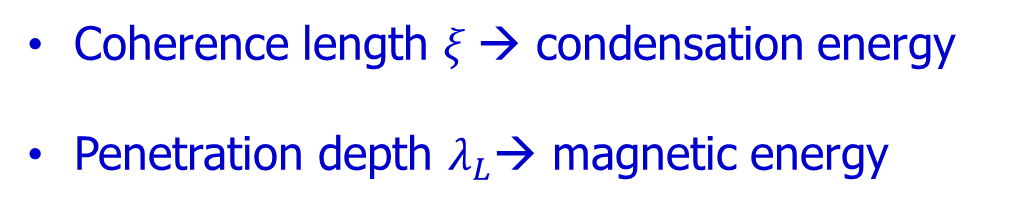 • Coherence length ξ → condensation energy
• Penetration depth λ_L → magnetic energy